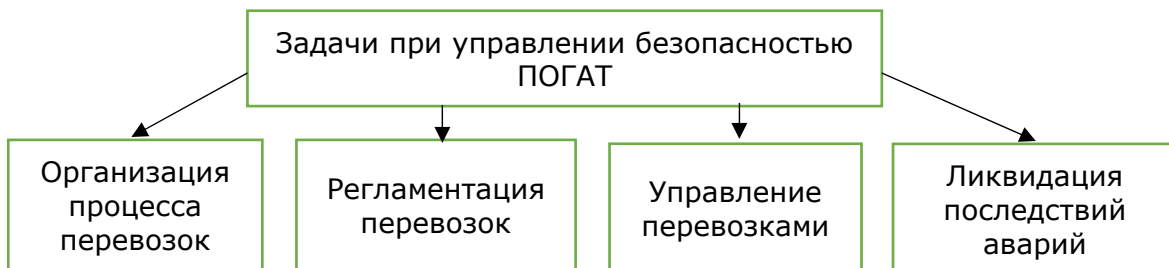 Задачи при управлении безопасностью
ПОГАТ
Организация
процесса
перевозок
Регламентация
перевозок
Управление
перевозками
Ликвидация
последствий
аварий